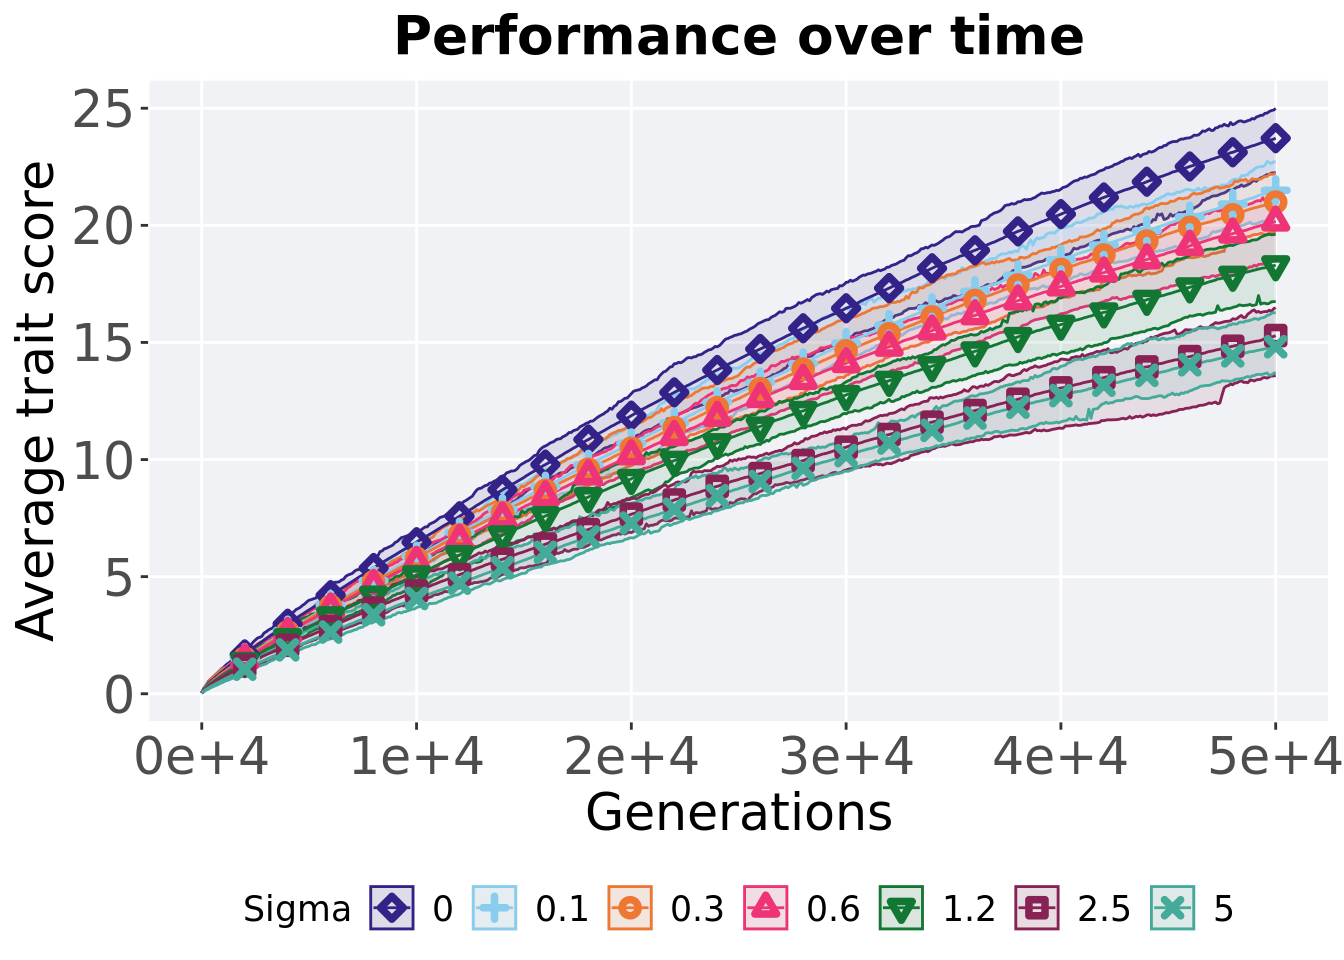 Performance over time
Average trait score
25
20
15
10
5
0
0e+4 1e+4 2e+4 3e+4 4e+4 5e+4
Generations
Sigma 0 0.1 0.3 0.6 1.2 2.5 5